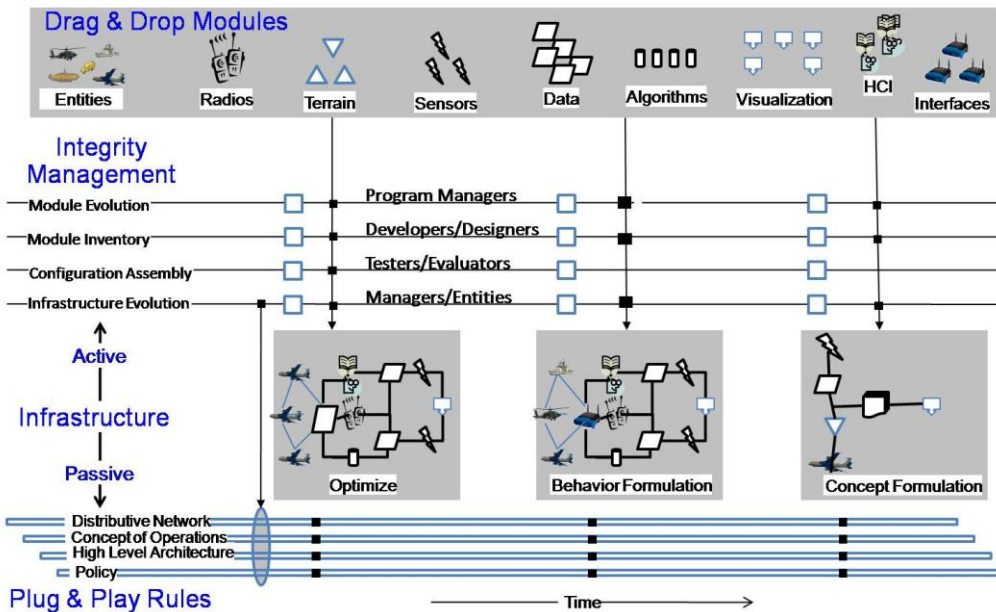 Drag & Drop Modules
Entities
Radios
Terrain
Sensors
Data
Algorithms
Visualization
HCI
Interfaces
Integrity
Management
Module Evolution
Program Managers
Module Inventory
Developers/Designers
Configuration Assembly
Testers/Evaluators
Infrastructure Evolution
Managers/Entities
Active
Infrastructure
Passive
Optimize
Behavior Formulation
Concept Formulation
Distributive Network
Concept of Operations
High Level Architecture
Policy
Plug & Play Rules
Time